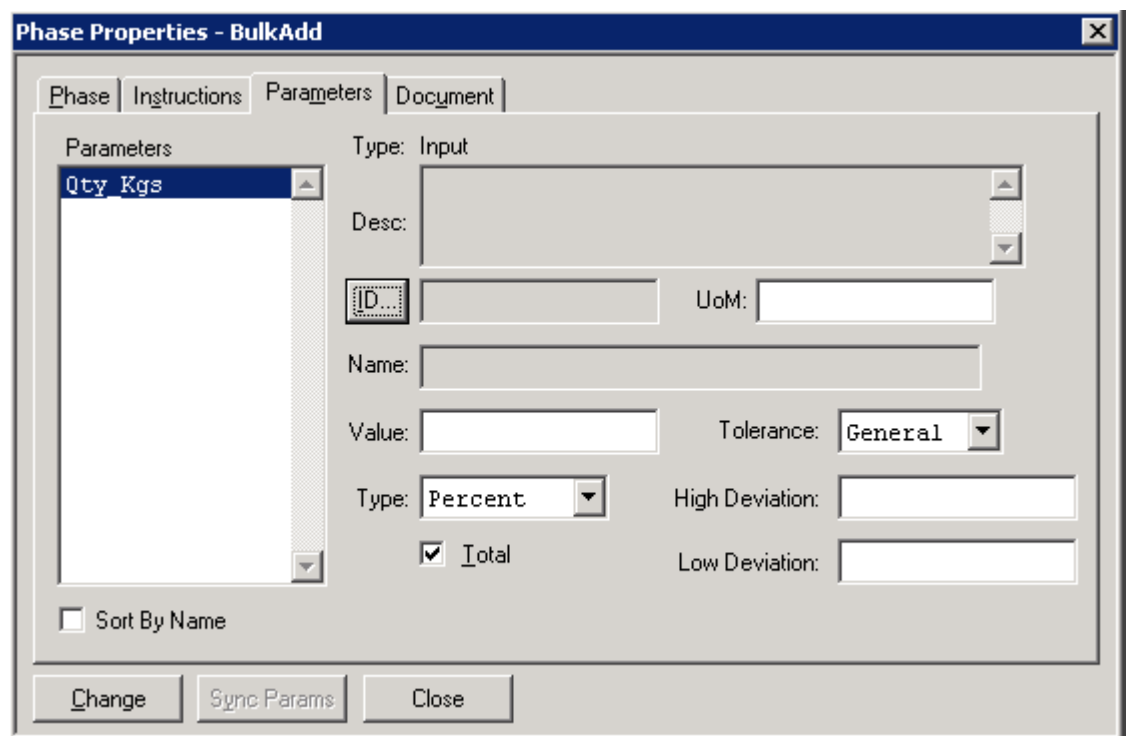 Phase Properties - BulkAdd
Phase Instructions Parameters Document
Parameters
Qty_Kgs
Type: Input
Desc:
ID... UoM:
Name:
Value: Tolerance: General
Type: Percent High Deviation:
Total Low Deviation:
Sort By Name
Change Sync Params Close